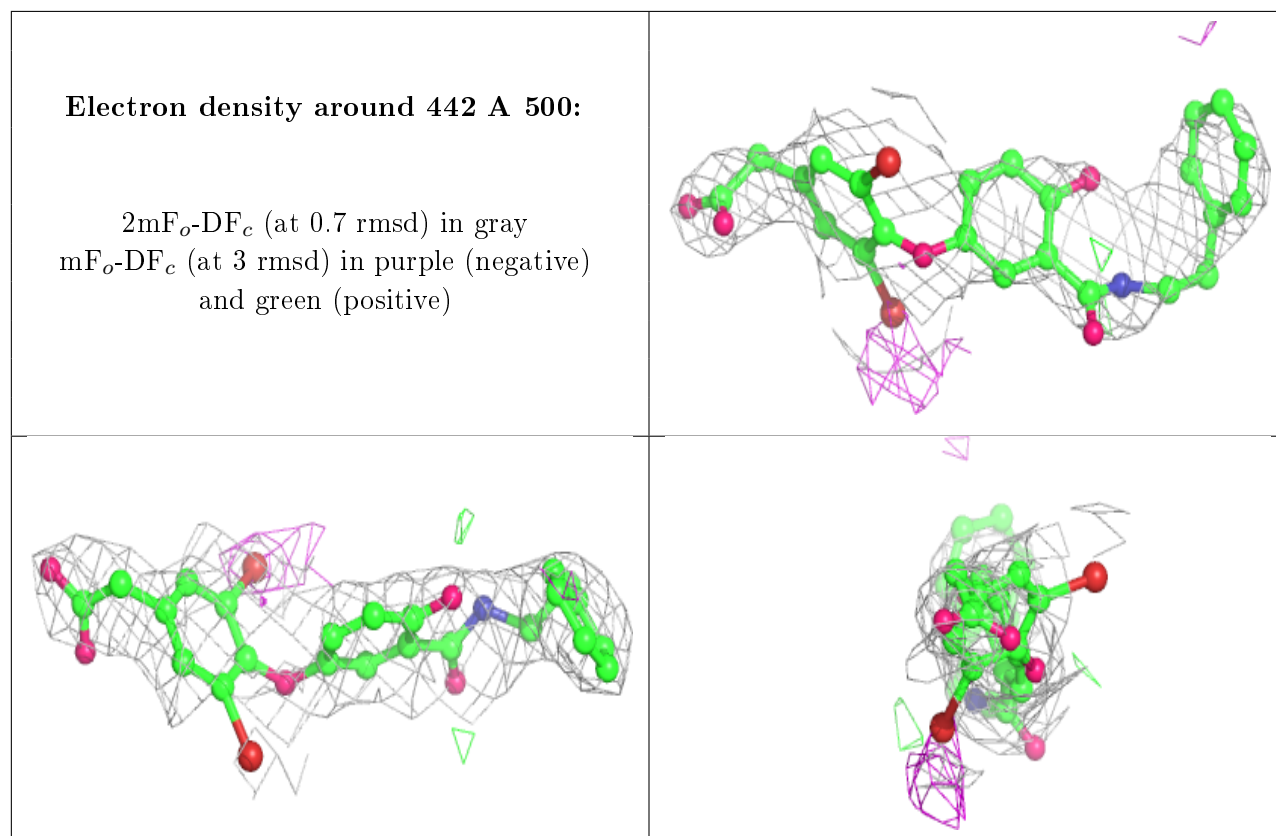 Electron density around 442 A 500:
2mFo-DFc (at 0.7 rmsd) in gray
mFo-DFc (at 3 rmsd) in purple (negative)
and green (positive)